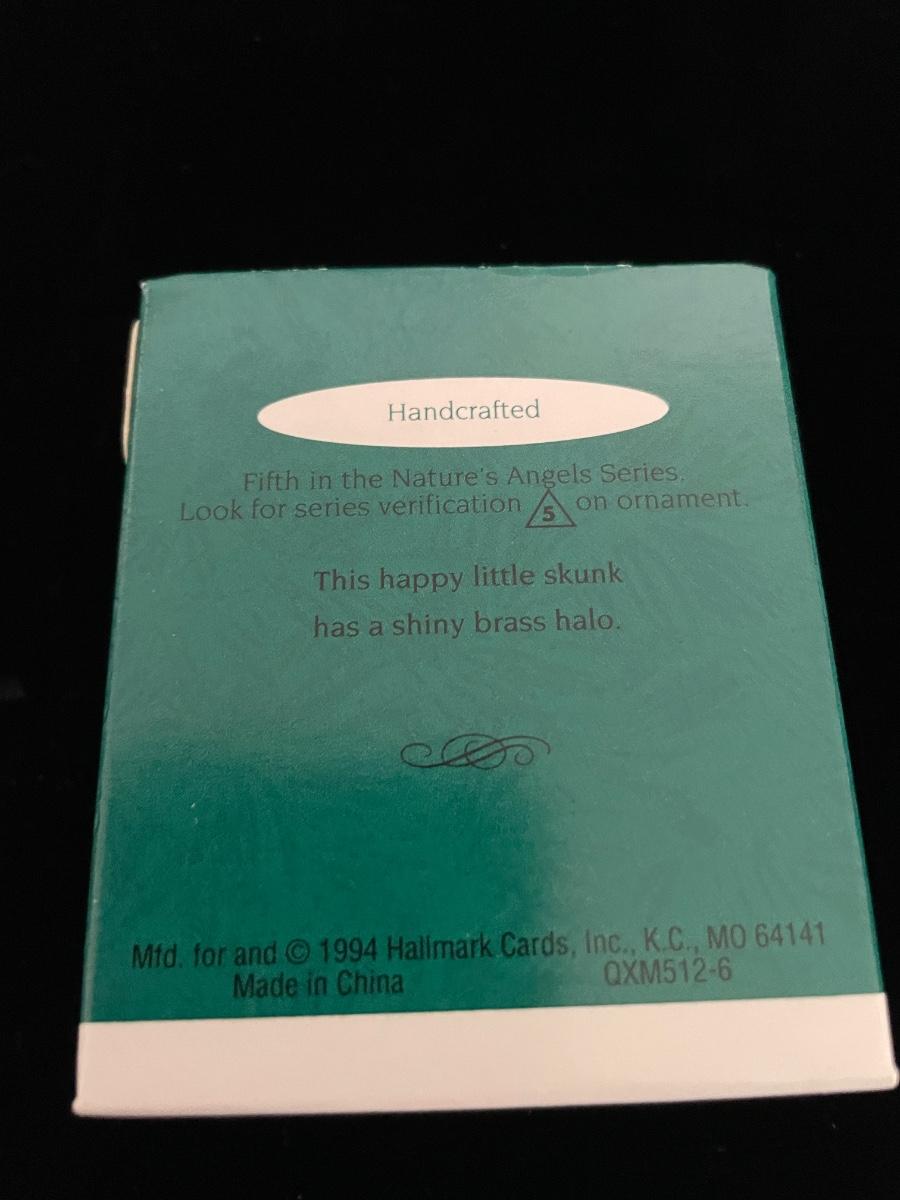 Handcrafted
Fifth in the Nature's Angels Series.
Look for series verification 5 on ornament.
This happy little skunk
has a shiny brass halo.
Mfd. for and © 1994 Hallmark Cards, Inc., K.C., MO 64141
Made in China QXM512-6